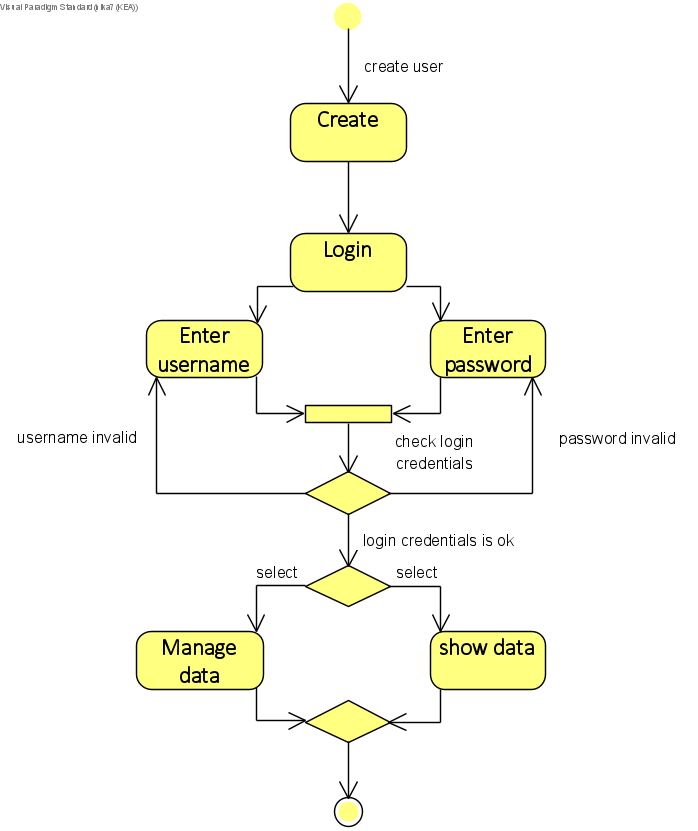 Visual Paradigm Standard(ulka7(KEA))
create user
Create
Login
Enter
username
Enter
password
username invalid
check login
credentials
password invalid
login credentials is ok
select
select
Manage
data
show data